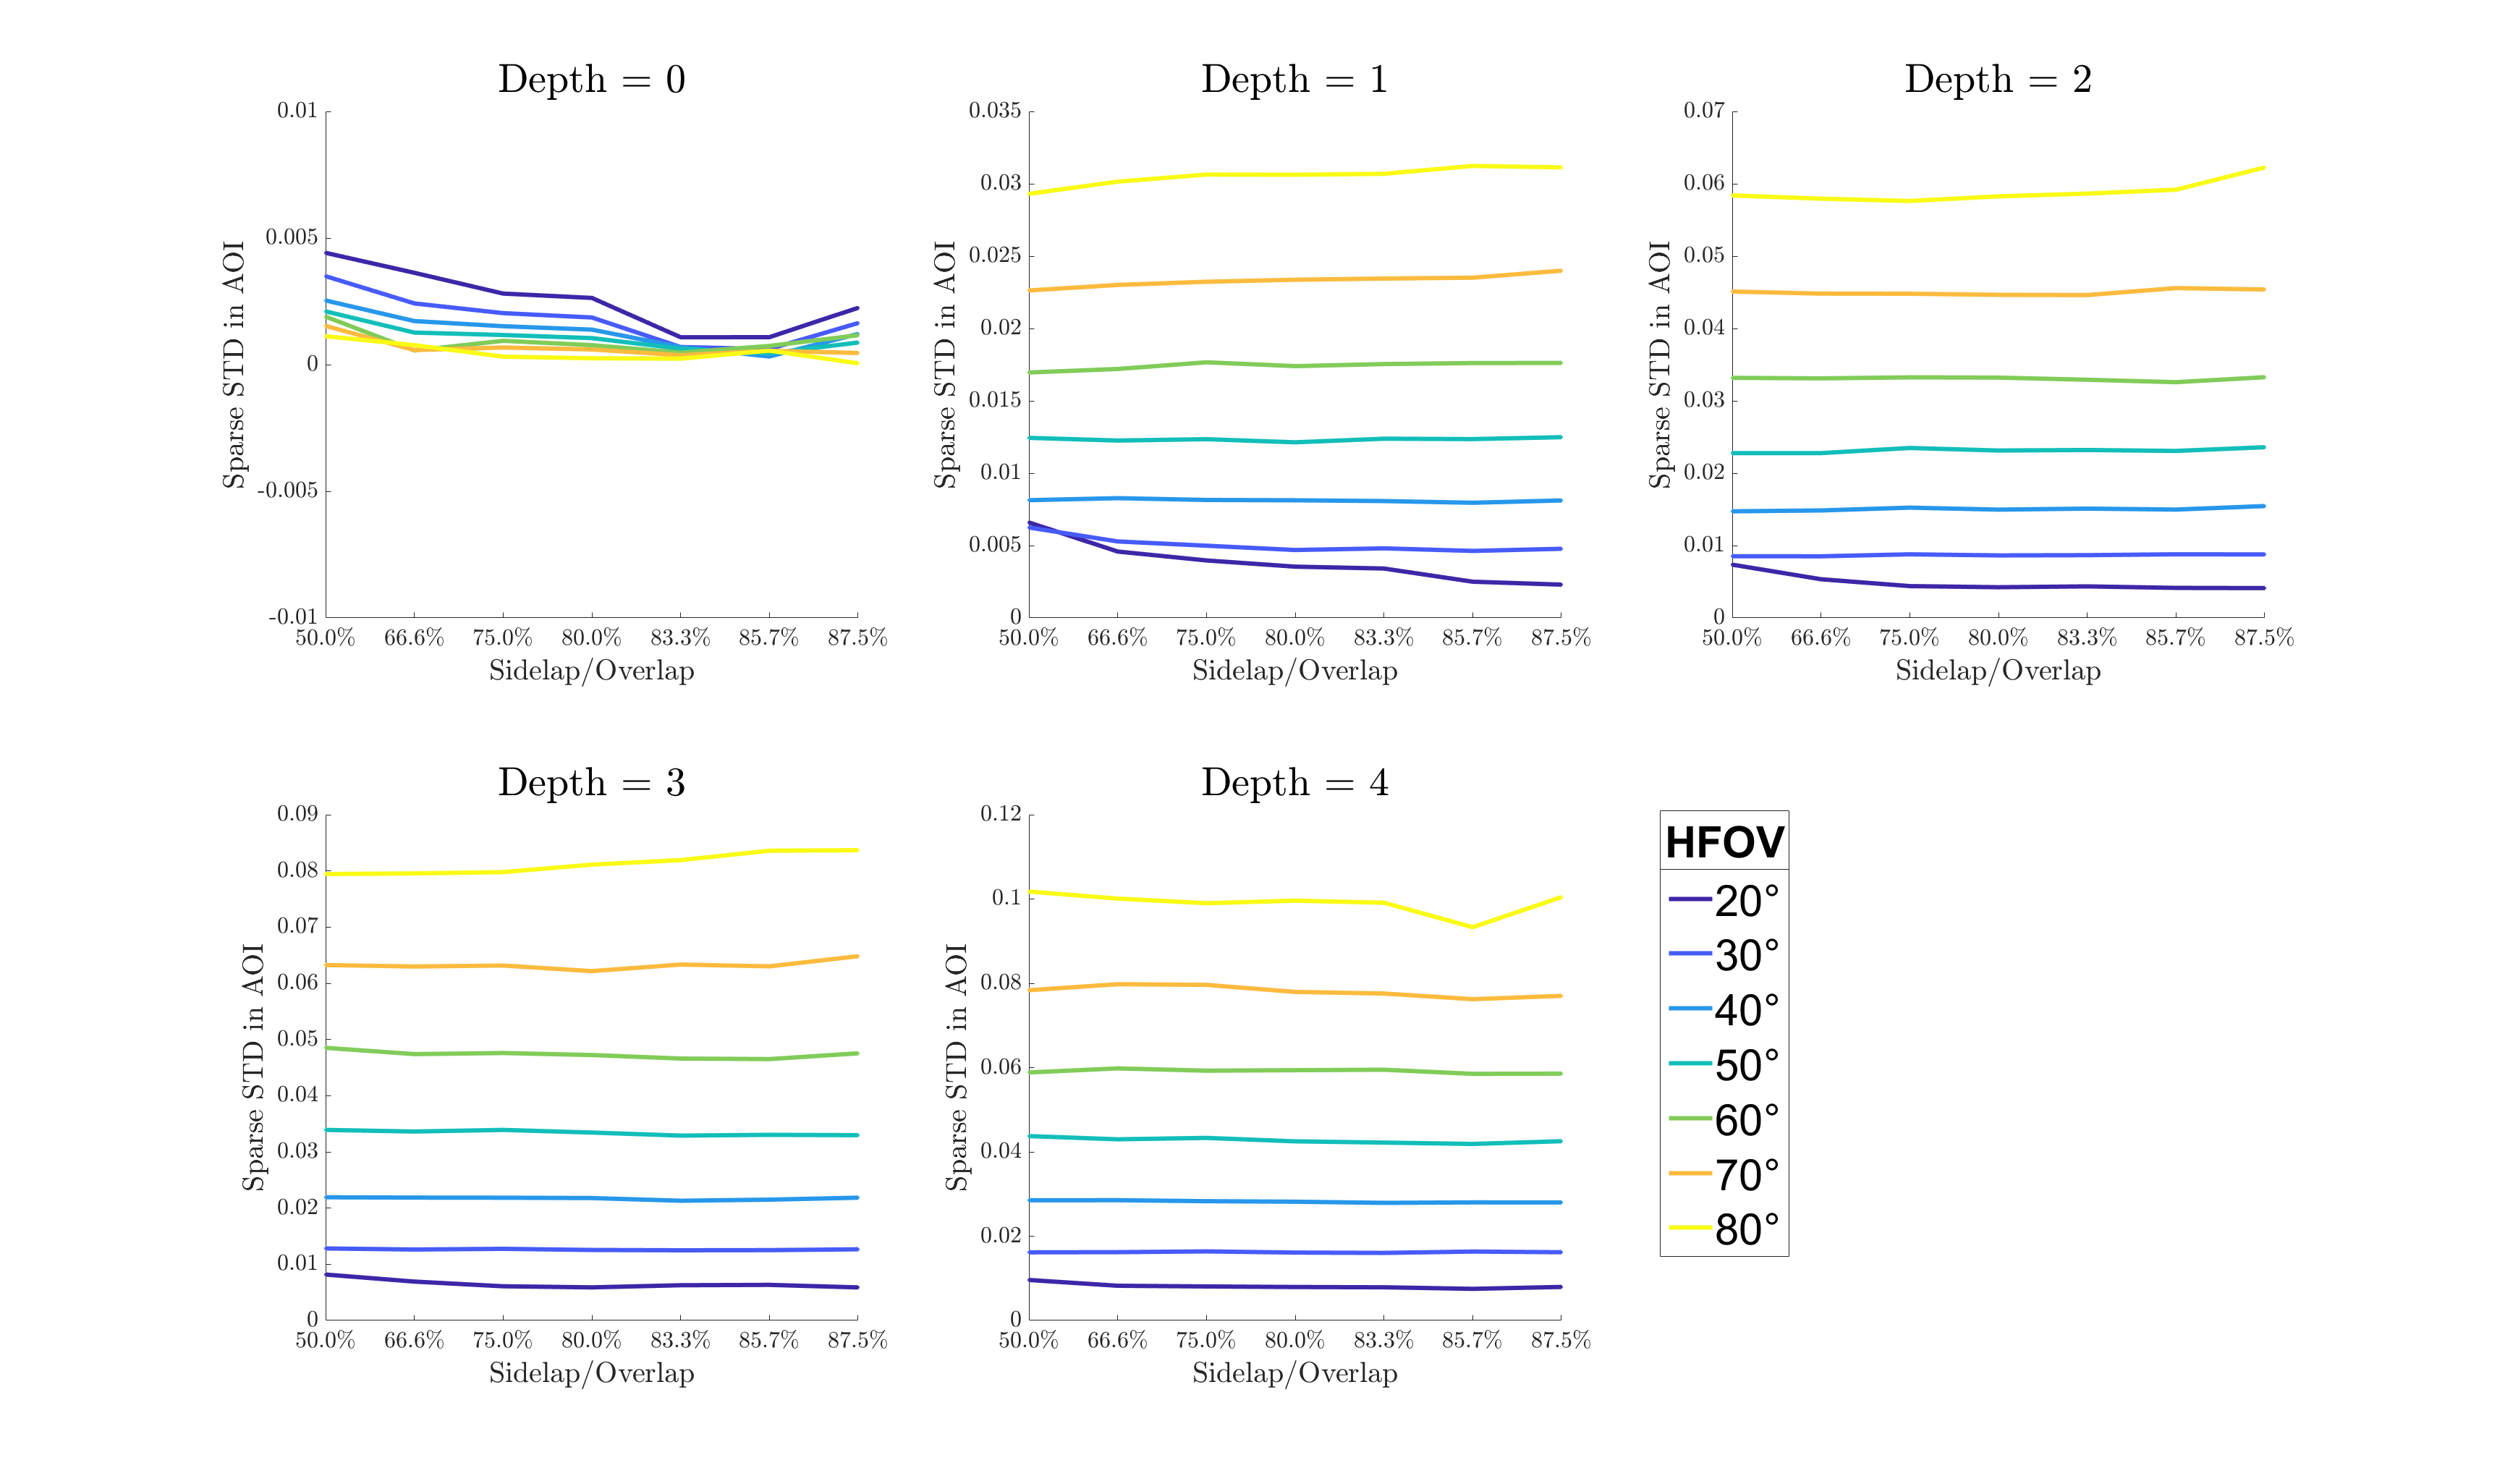 Depth = 0
0.01
0.005
0
-0.005
-0.01
Sparse STD in AOI
50.0% 66.6% 75.0% 80.0% 83.3% 85.7% 87.5%
Sidelap/Overlap
Depth = 1
0.035
0.03
0.025
0.02
0.015
0.01
0.005
0
Sparse STD in AOI
50.0% 66.6% 75.0% 80.0% 83.3% 85.7% 87.5%
Sidelap/Overlap
Depth = 2
0.07
0.06
0.05
0.04
0.03
0.02
0.01
0
Sparse STD in AOI
50.0% 66.6% 75.0% 80.0% 83.3% 85.7% 87.5%
Sidelap/Overlap
Depth = 3
0.09
0.08
0.07
0.06
0.05
0.04
0.03
0.02
0.01
0
Sparse STD in AOI
50.0% 66.6% 75.0% 80.0% 83.3% 85.7% 87.5%
Sidelap/Overlap
Depth = 4
0.12
0.1
0.08
0.06
0.04
0.02
0
Sparse STD in AOI
50.0% 66.6% 75.0% 80.0% 83.3% 85.7% 87.5%
Sidelap/Overlap
HFOV
20°
30°
40°
50°
60°
70°
80°